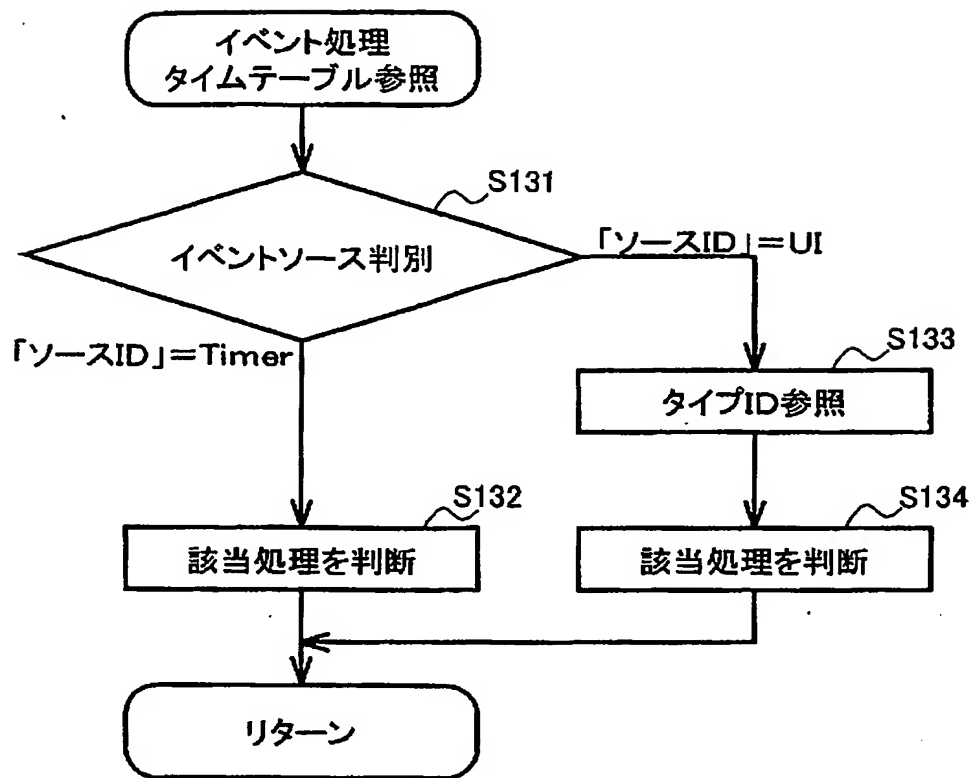 イベント処理
タイムテーブル参照
S131
イベントソース判別
「ソースID」=UI
「ソースID」=Timer
S133
タイプID参照
S132
該当処理を判断
S134
該当処理を判断
リターン